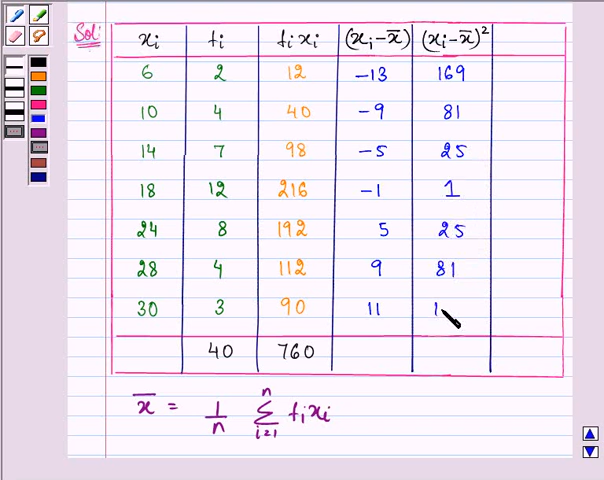 Sol:
xi fi fixi (xi-x̅) (xi-x̅)²
6 2 12 -13 169
10 4 40 -9 81
14 7 98 -5 25
18 12 216 -1 1
24 8 192 5 25
28 4 112 9 81
30 3 90 11 1
40 760
x̅ = 1/n Σ i=1 n fixi